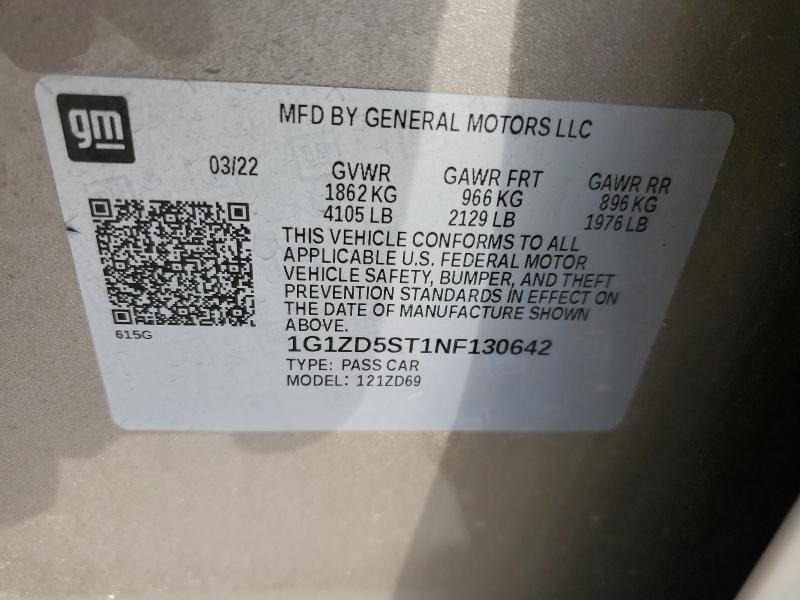 gm
MFD BY GENERAL MOTORS LLC
03/22
GVWR
1862 KG
4105 LB
GAWR FRT
966 KG
2129 LB
GAWR RR
896 KG
1976 LB
THIS VEHICLE CONFORMS TO ALL
APPLICABLE U.S. FEDERAL MOTOR
VEHICLE SAFETY, BUMPER, AND THEFT
PREVENTION STANDARDS IN EFFECT ON
THE DATE OF MANUFACTURE SHOWN
ABOVE.
615G
1G1ZD5ST1NF130642
TYPE: PASS CAR
MODEL: 121ZD69